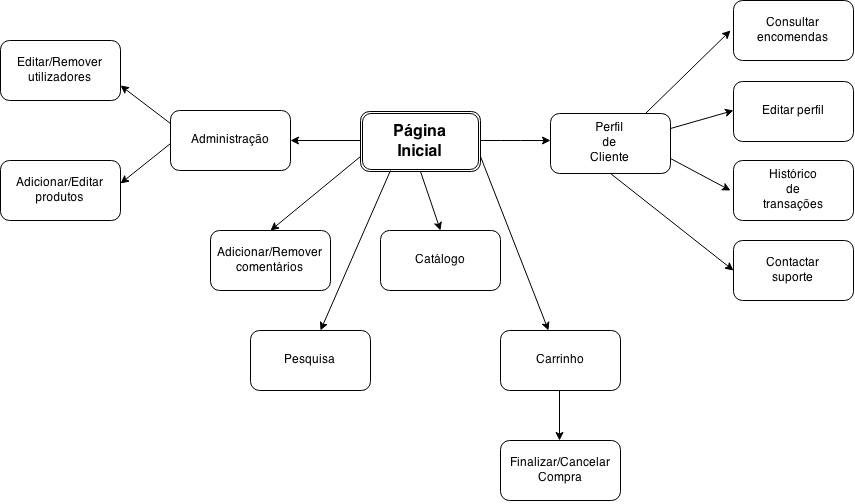 Consultar
encomendas
Editar/Remover
utilizadores
Editar perfil
Administração
Página
Inicial
Perfil
de
Cliente
Adicionar/Editar
produtos
Histórico
de
transações
Adicionar/Remover
comentários
Catálogo
Contactar
suporte
Pesquisa
Carrinho
Finalizar/Cancelar
Compra